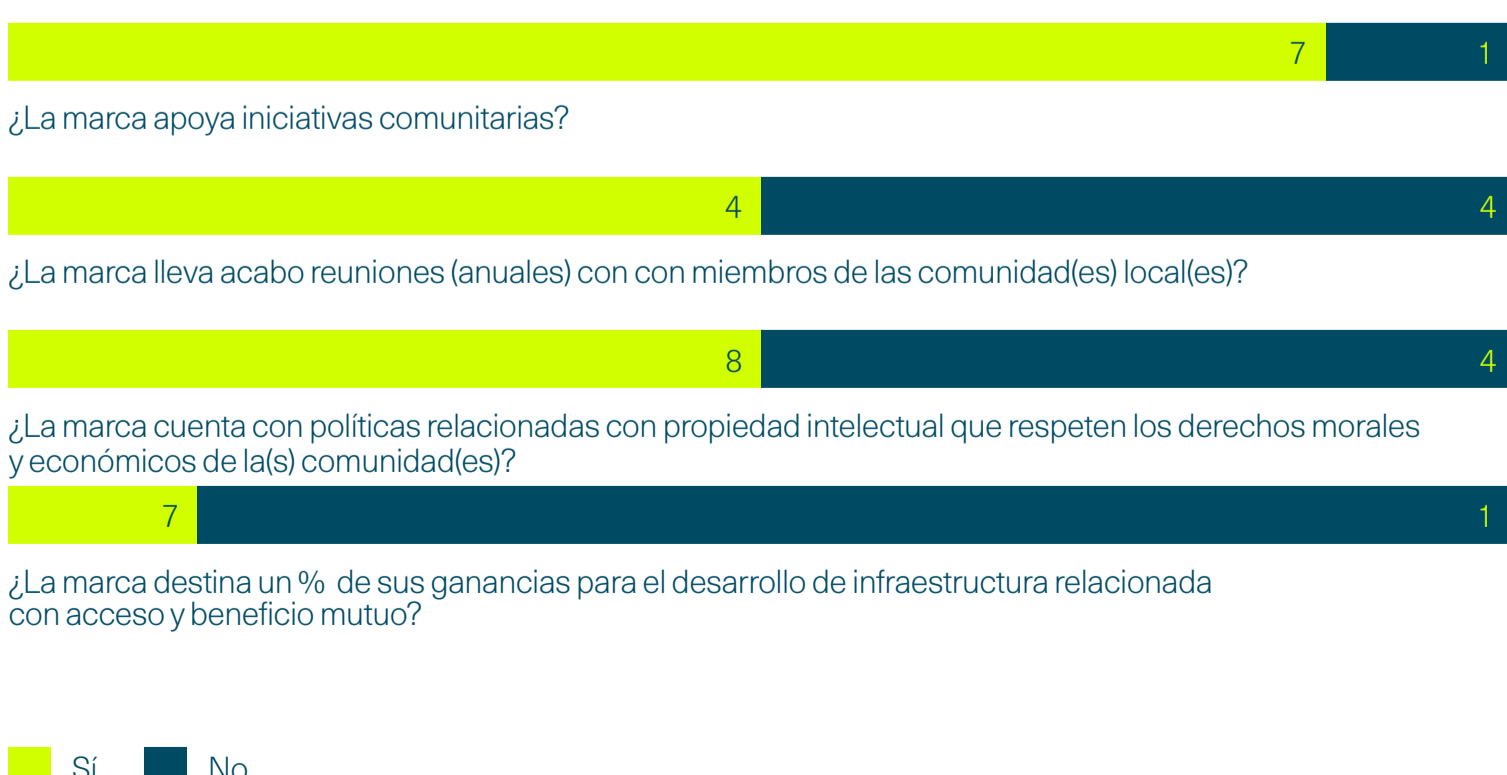 7 1
¿La marca apoya iniciativas comunitarias?
4 4
¿La marca lleva acabo reuniones (anuales) con con miembros de las comunidad(es) local(es)?
8 4
¿La marca cuenta con políticas relacionadas con propiedad intelectual que respeten los derechos morales
y económicos de la(s) comunidad(es)?
7 1
¿La marca destina un % de sus ganancias para el desarrollo de infraestructura relacionada
con acceso y beneficio mutuo?
Sí No